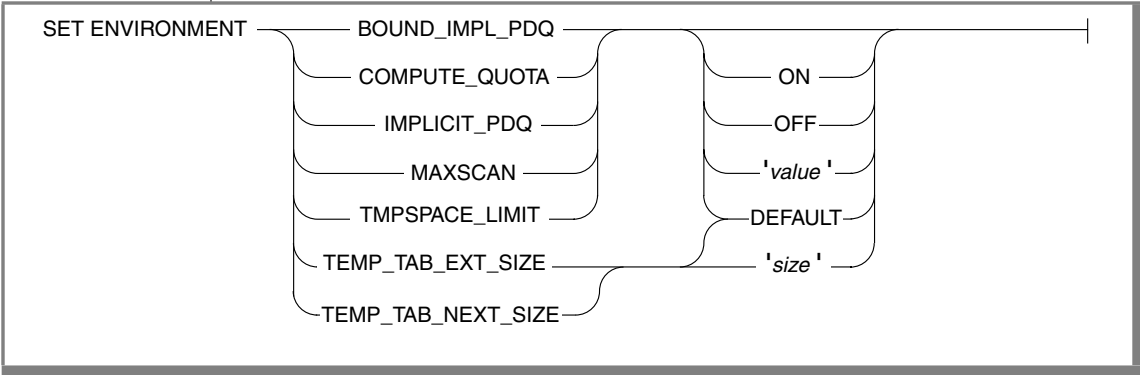 SET ENVIRONMENT BOUND_IMPL_PDQ
COMPUTE_QUOTA ON
IMPLICIT_PDQ OFF
MAXSCAN 'value'
TMPSPACE_LIMIT DEFAULT
TEMP_TAB_EXT_SIZE 'size'
TEMP_TAB_NEXT_SIZE